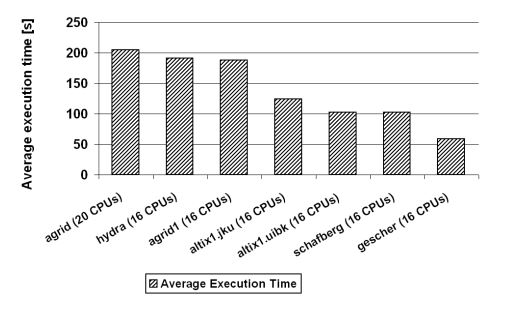 Average execution time [s]
250
200
150
100
50
0
agrid (20 CPUs)
hydra (16 CPUs)
agrid1 (16 CPUs)
altix1.jku (16 CPUs)
altix1.uibk (16 CPUs)
schafberg (16 CPUs)
gescher (16 CPUs)
Average Execution Time